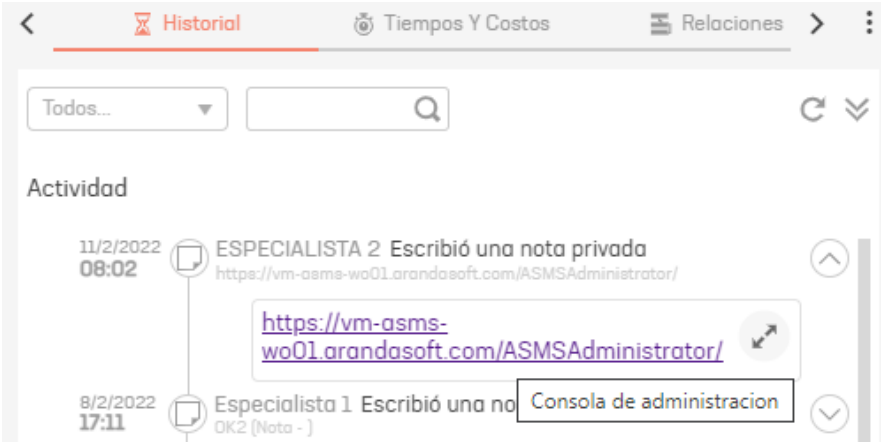 Historial
Tiempos Y Costos
Relaciones
Todos...
Actividad
11/2/2022
08:02
ESPECIALISTA 2 Escribió una nota privada
https://vm-asms-wo01.arandasoft.com/ASMSAdministrator/
https://vm-asms-
wo01.arandasoft.com/ASMSAdministrator/
8/2/2022
17:11
Especialista 1 Escribió una no
Consola de administracion
OK2 (Nota - )